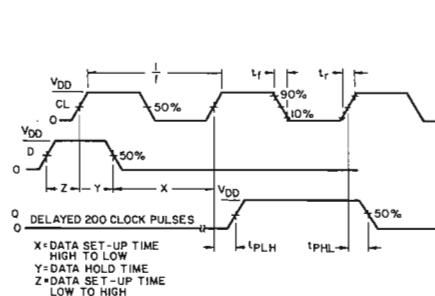 1/f
tf
tr
VDD
CL
0
50%
90%
10%
VDD
D
0
50%
Z
Y
X
VDD
Q
0
DELAYED 200 CLOCK PULSES
50%
tPLH
tPHL
X=DATA SET-UP TIME
HIGH TO LOW
Y=DATA HOLD TIME
Z=DATA SET-UP TIME
LOW TO HIGH